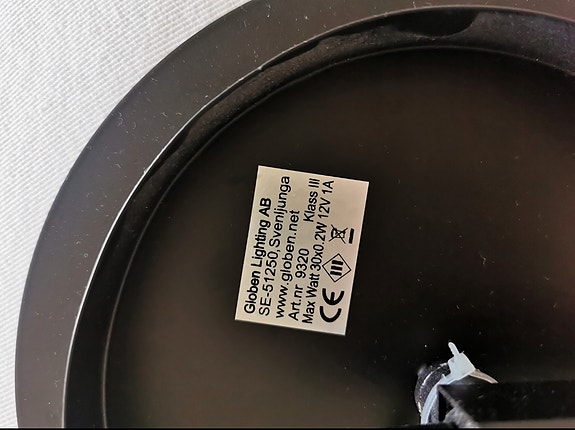 Globen Lighting AB
SE-51250, Svenljunga
www.globen.net
Art.nr 9320 Klass III
Max Watt 30x0.2W 12V 1A
CE III